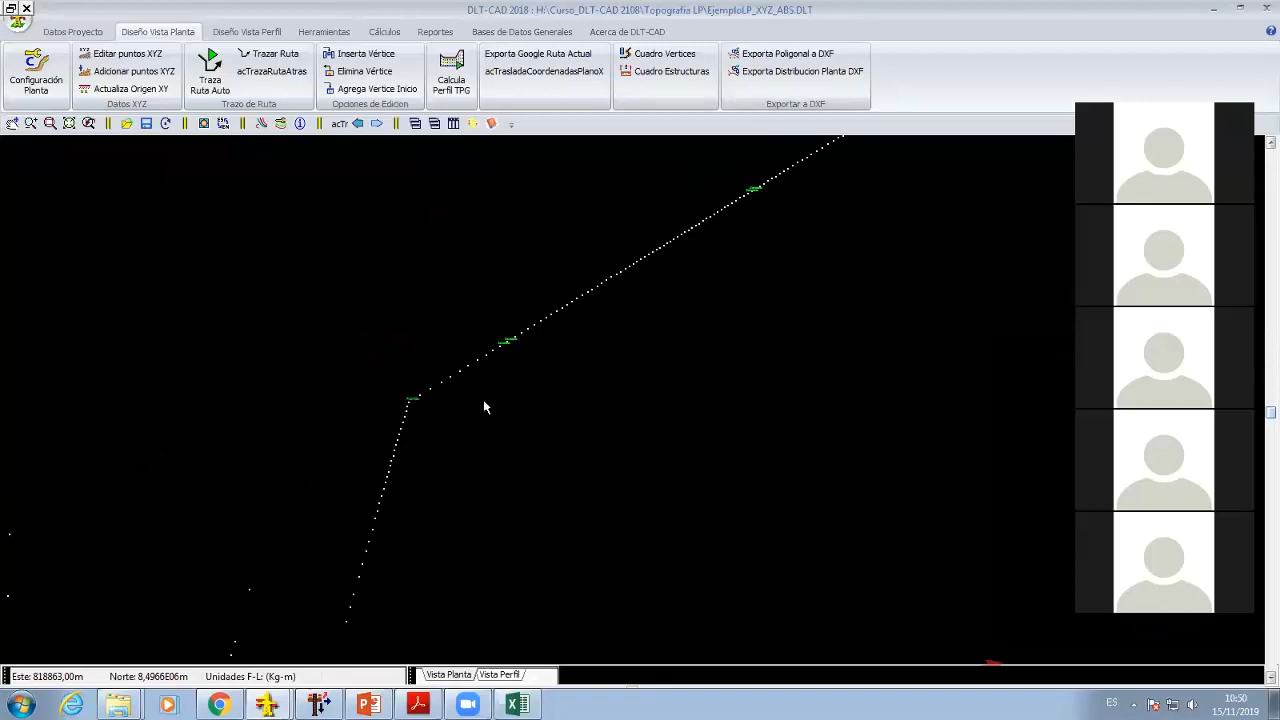 DLT-CAD 2018 : H:\Curso_DLT-CAD 2108\Topografia LP\EjemploLP_XYZ_ABS.DLT
Datos Proyecto
Diseño Vista Planta
Diseño Vista Perfil
Herramientas
Cálculos
Reportes
Bases de Datos Generales
Acerca de DLT-CAD
Configuración
Planta
Editar puntos XYZ
Adicionar puntos XYZ
Actualiza Origen XY
Datos XYZ
Traza
Ruta Auto
Trazar Ruta
acTrazaRutaAtras
Trazo de Ruta
Inserta Vértice
Elimina Vértice
Agrega Vertice Inicio
Opciones de Edicion
Calcula
Perfil TPG
Exporta Google Ruta Actual
acTrasladaCoordenadasPlanoX
Cuadro Vertices
Cuadro Estructuras
Exporta Poligonal a DXF
Exporta Distribucion Planta DXF
Exportar a DXF
acTr
Este: 818863,00m
Norte: 8,4966E06m
Unidades F-L: (Kg-m)
Vista Planta
Vista Perfil
ES
10:50
15/11/2019